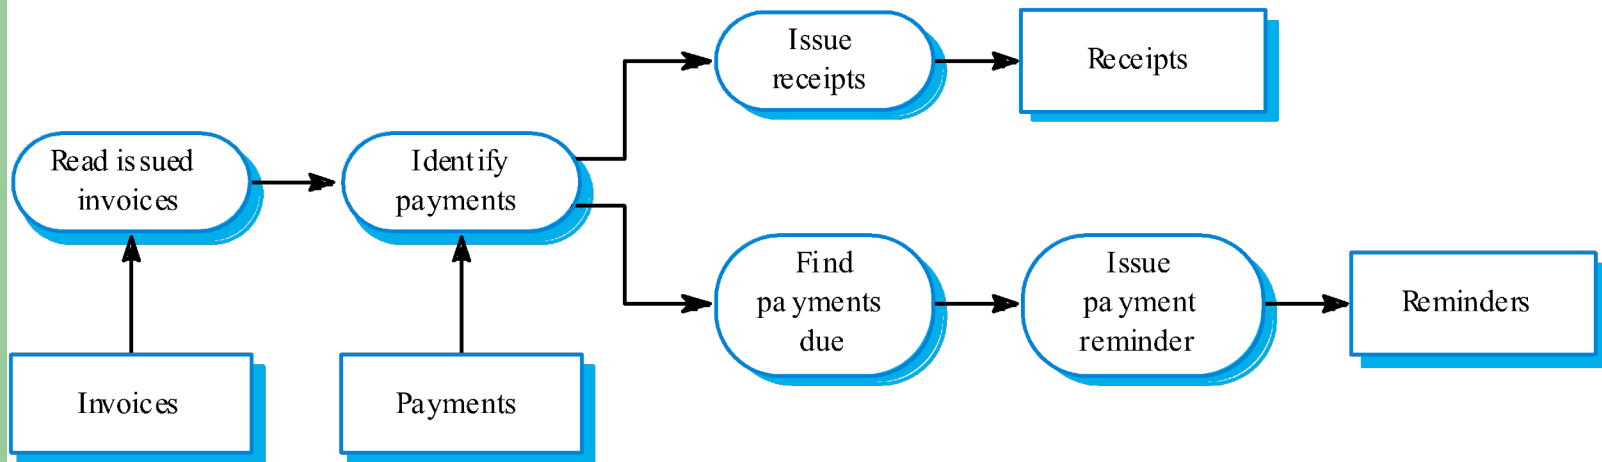 Issue
receipts
Receipts
Read issued
invoices
Identify
payments
Find
payments
due
Issue
payment
reminder
Reminders
Invoices
Payments